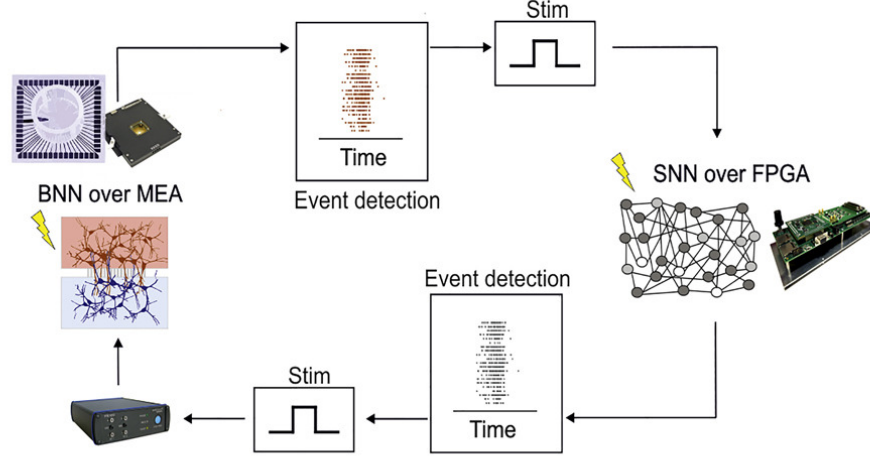 Stim
Time
Event detection
BNN over MEA
SNN over FPGA
Event detection
Time
Stim